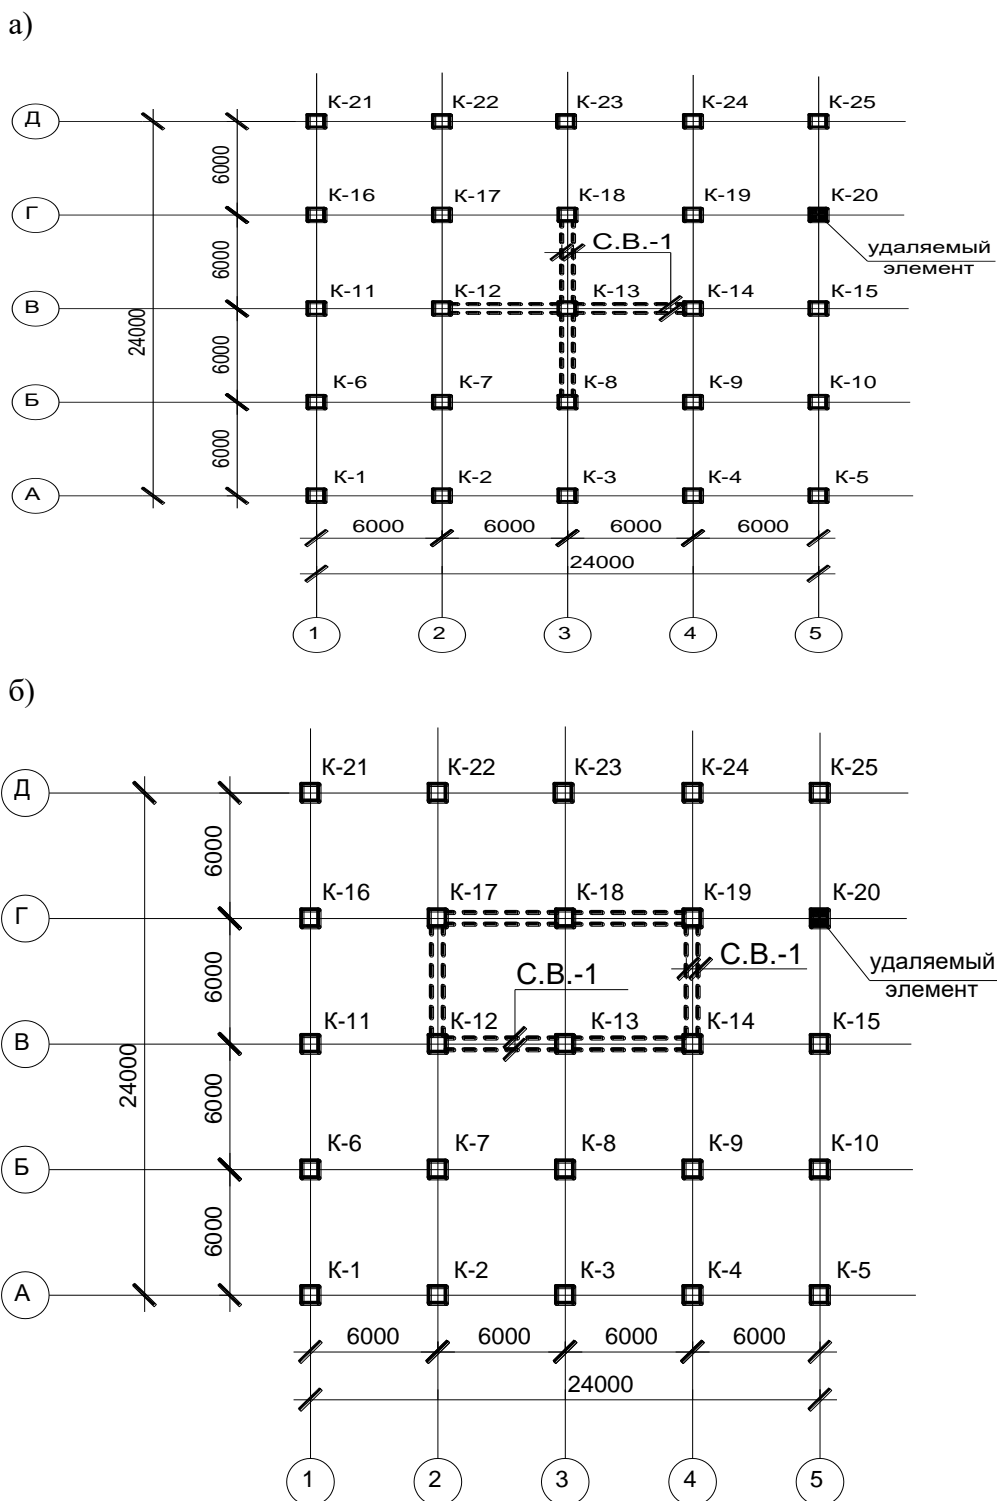 а)
К-21 К-22 К-23 К-24 К-25
Д
6000
К-16 К-17 К-18 К-19 К-20
Г
С.В.-1
удаляемый
элемент
6000
К-11 К-12 К-13 К-14 К-15
В
24000
6000
К-6 К-7 К-8 К-9 К-10
Б
6000
К-1 К-2 К-3 К-4 К-5
А
6000 6000 6000 6000
24000
1 2 3 4 5
б)
К-21 К-22 К-23 К-24 К-25
Д
6000
К-16 К-17 К-18 К-19 К-20
Г
С.В.-1 С.В.-1
удаляемый
элемент
6000
К-11 К-12 К-13 К-14 К-15
В
24000
6000
К-6 К-7 К-8 К-9 К-10
Б
6000
К-1 К-2 К-3 К-4 К-5
А
6000 6000 6000 6000
24000
1 2 3 4 5